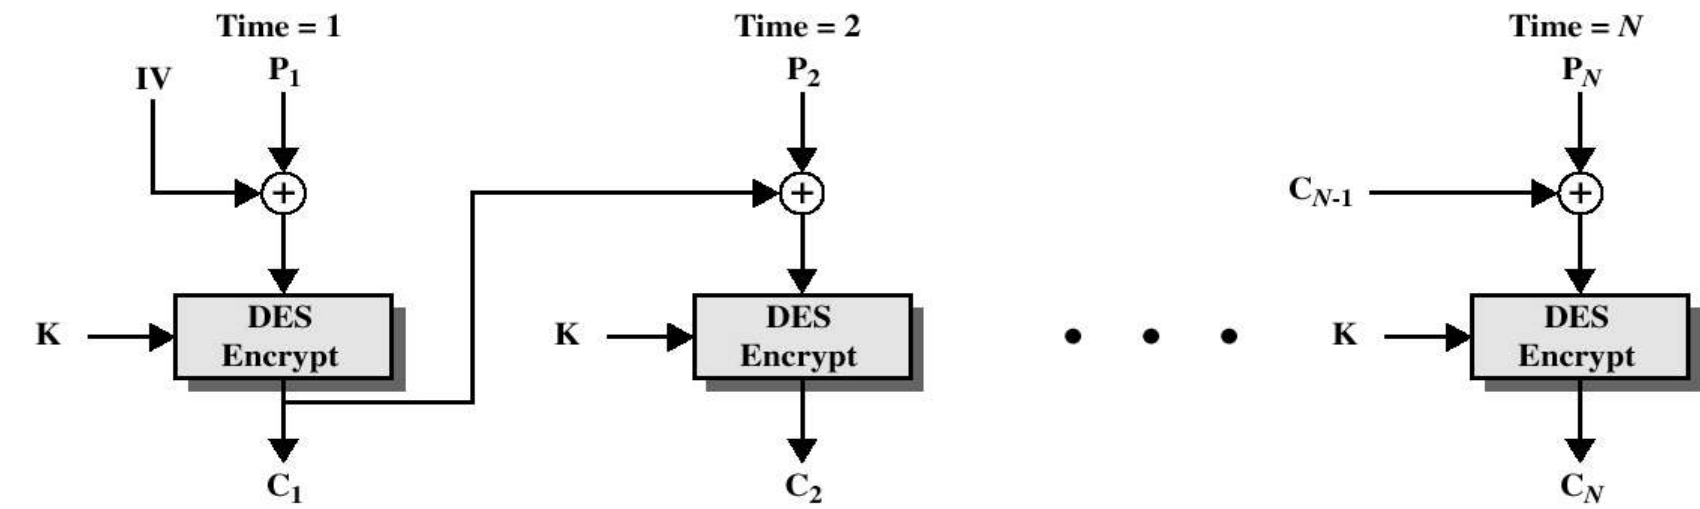 Time = 1
Time = 2
Time = N
IV
P1
P2
PN
CN-1
K
DES
Encrypt
K
DES
Encrypt
K
DES
Encrypt
C1
C2
CN